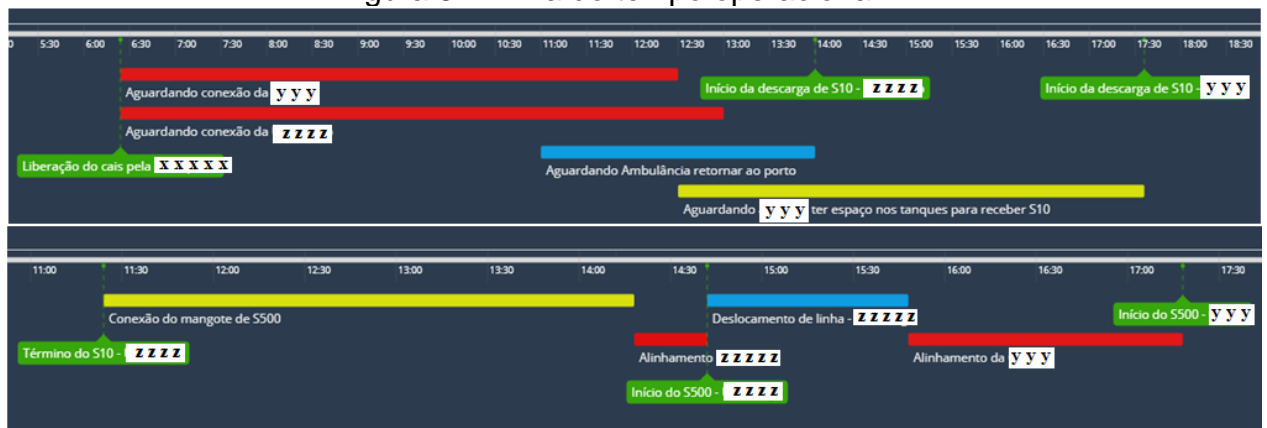 5:30 6:00 6:30 7:00 7:30 8:00 8:30 9:00 9:30 10:00 10:30 11:00 11:30 12:00 12:30 13:00 13:30 14:00 14:30 15:00 15:30 16:00 16:30 17:00 17:30 18:00 18:30
Aguardando conexão da y y y
Início da descarga de S10 - z z z z
Início da descarga de S10 - y y y
Aguardando conexão da z z z z
Liberação do cais pela x x x x x
Aguardando Ambulância retornar ao porto
Aguardando y y y ter espaço nos tanques para receber S10
11:00 11:30 12:00 12:30 13:00 13:30 14:00 14:30 15:00 15:30 16:00 16:30 17:00 17:30
Conexão do mangote de S500
Deslocamento de linha - z z z z z
Início do S500 - y y y
Término do S10 - z z z z
Alinhamento z z z z z
Alinhamento da y y y
Início do S500 - z z z z